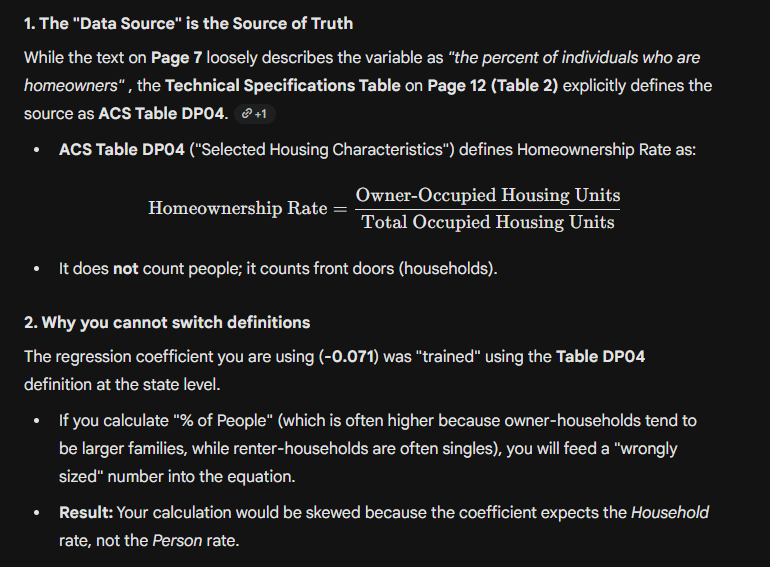 1. The "Data Source" is the Source of Truth
While the text on Page 7 loosely describes the variable as "the percent of individuals who are
homeowners" , the Technical Specifications Table on Page 12 (Table 2) explicitly defines the
source as ACS Table DP04. +1
• ACS Table DP04 ("Selected Housing Characteristics") defines Homeownership Rate as:
Homeownership Rate = Owner-Occupied Housing Units / Total Occupied Housing Units
• It does not count people; it counts front doors (households).
2. Why you cannot switch definitions
The regression coefficient you are using (-0.071) was "trained" using the Table DP04
definition at the state level.
• If you calculate "% of People" (which is often higher because owner-households tend to
be larger families, while renter-households are often singles), you will feed a "wrongly
sized" number into the equation.
• Result: Your calculation would be skewed because the coefficient expects the Household
rate, not the Person rate.